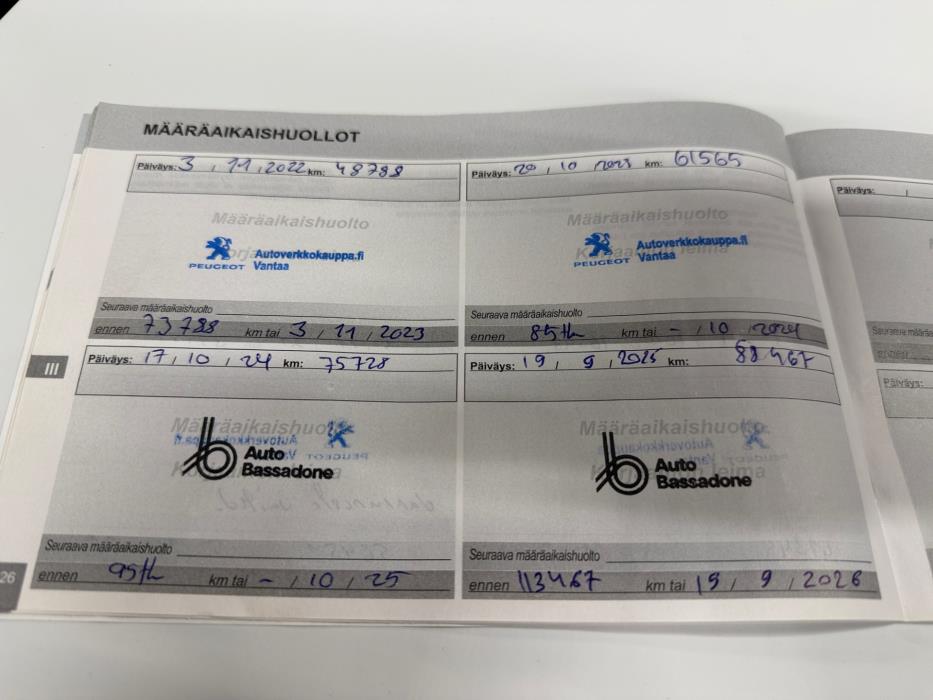 MÄÄRÄAIKAISHUOLLOT
Päiväys: 3 / 11 / 2022 km: 48788
Määräaikaishuolto
Autoverkkokauppa.fi
PEUGEOT Vantaa
Seuraava määräaikaishuolto
ennen 73788 km tai 3 / 11 / 2023
Päiväys: 20 / 10 / 2023 km: 61565
Määräaikaishuolto
Autoverkkokauppa.fi
PEUGEOT Vantaa
Seuraava määräaikaishuolto
ennen 85th km tai - / 10 / 2024
III
Päiväys: 17 / 10 / 24 km: 75728
Määräaikaishuolto
Auto
Bassadone
Seuraava määräaikaishuolto
ennen 95th km tai - / 10 / 25
Päiväys: 19 / 9 / 2025 km: 88467
Määräaikaishuolto
Auto
Bassadone
Seuraava määräaikaishuolto
ennen 113467 km tai 19 / 9 / 2026
26
Päiväys: /
Seuraava määräaikaishuolto
Päiväys: